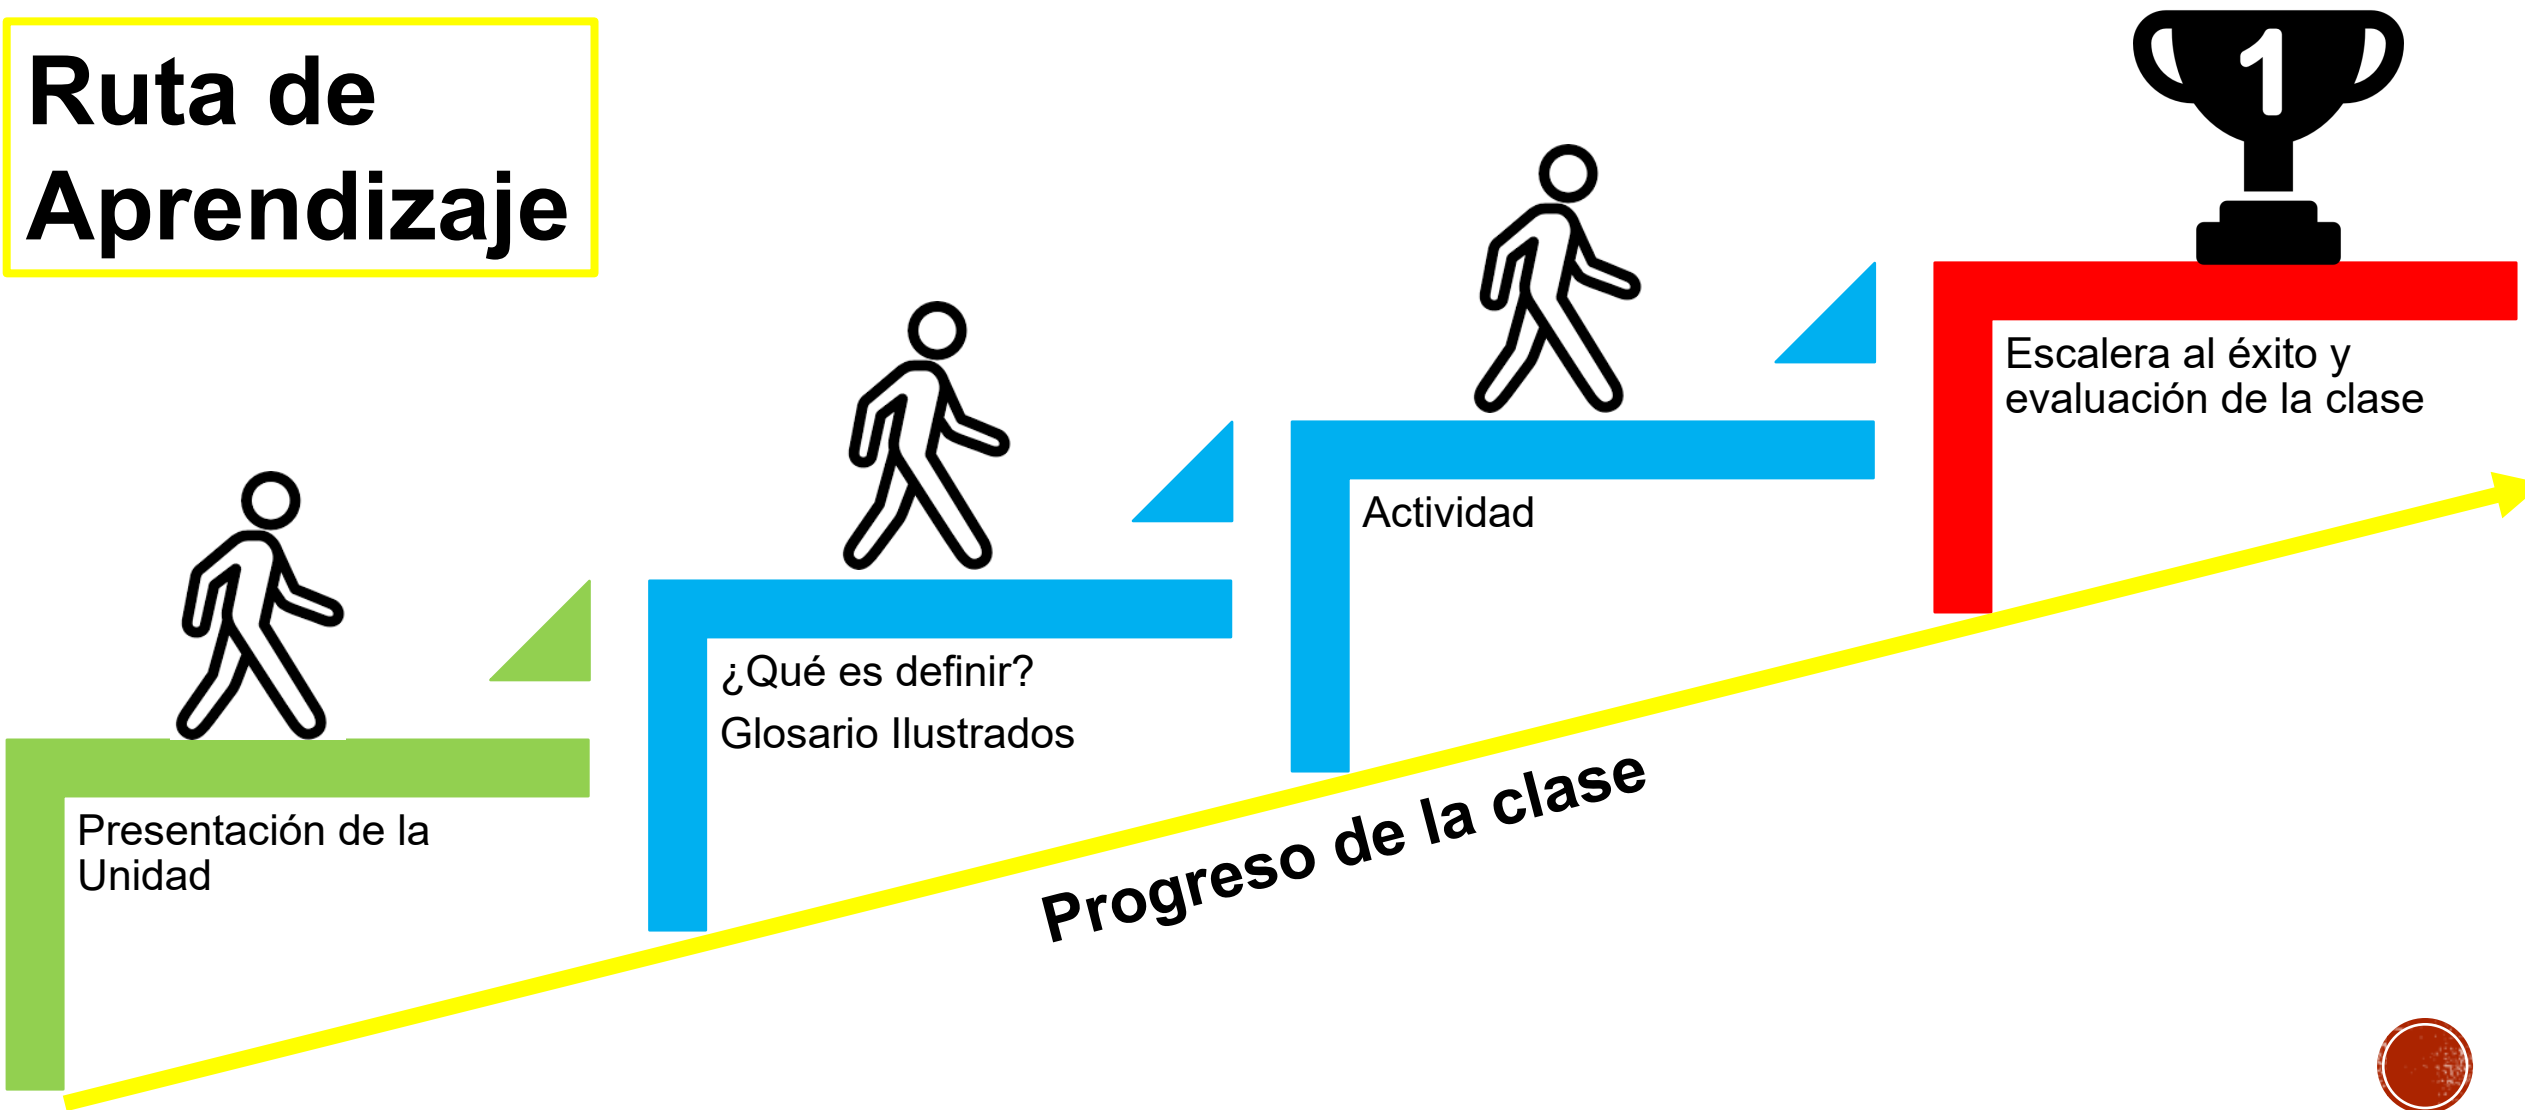 Ruta de
Aprendizaje
1
Escalera al éxito y
evaluación de la clase
Actividad
¿Qué es definir?
Glosario Ilustrados
Presentación de la
Unidad
Progreso de la clase